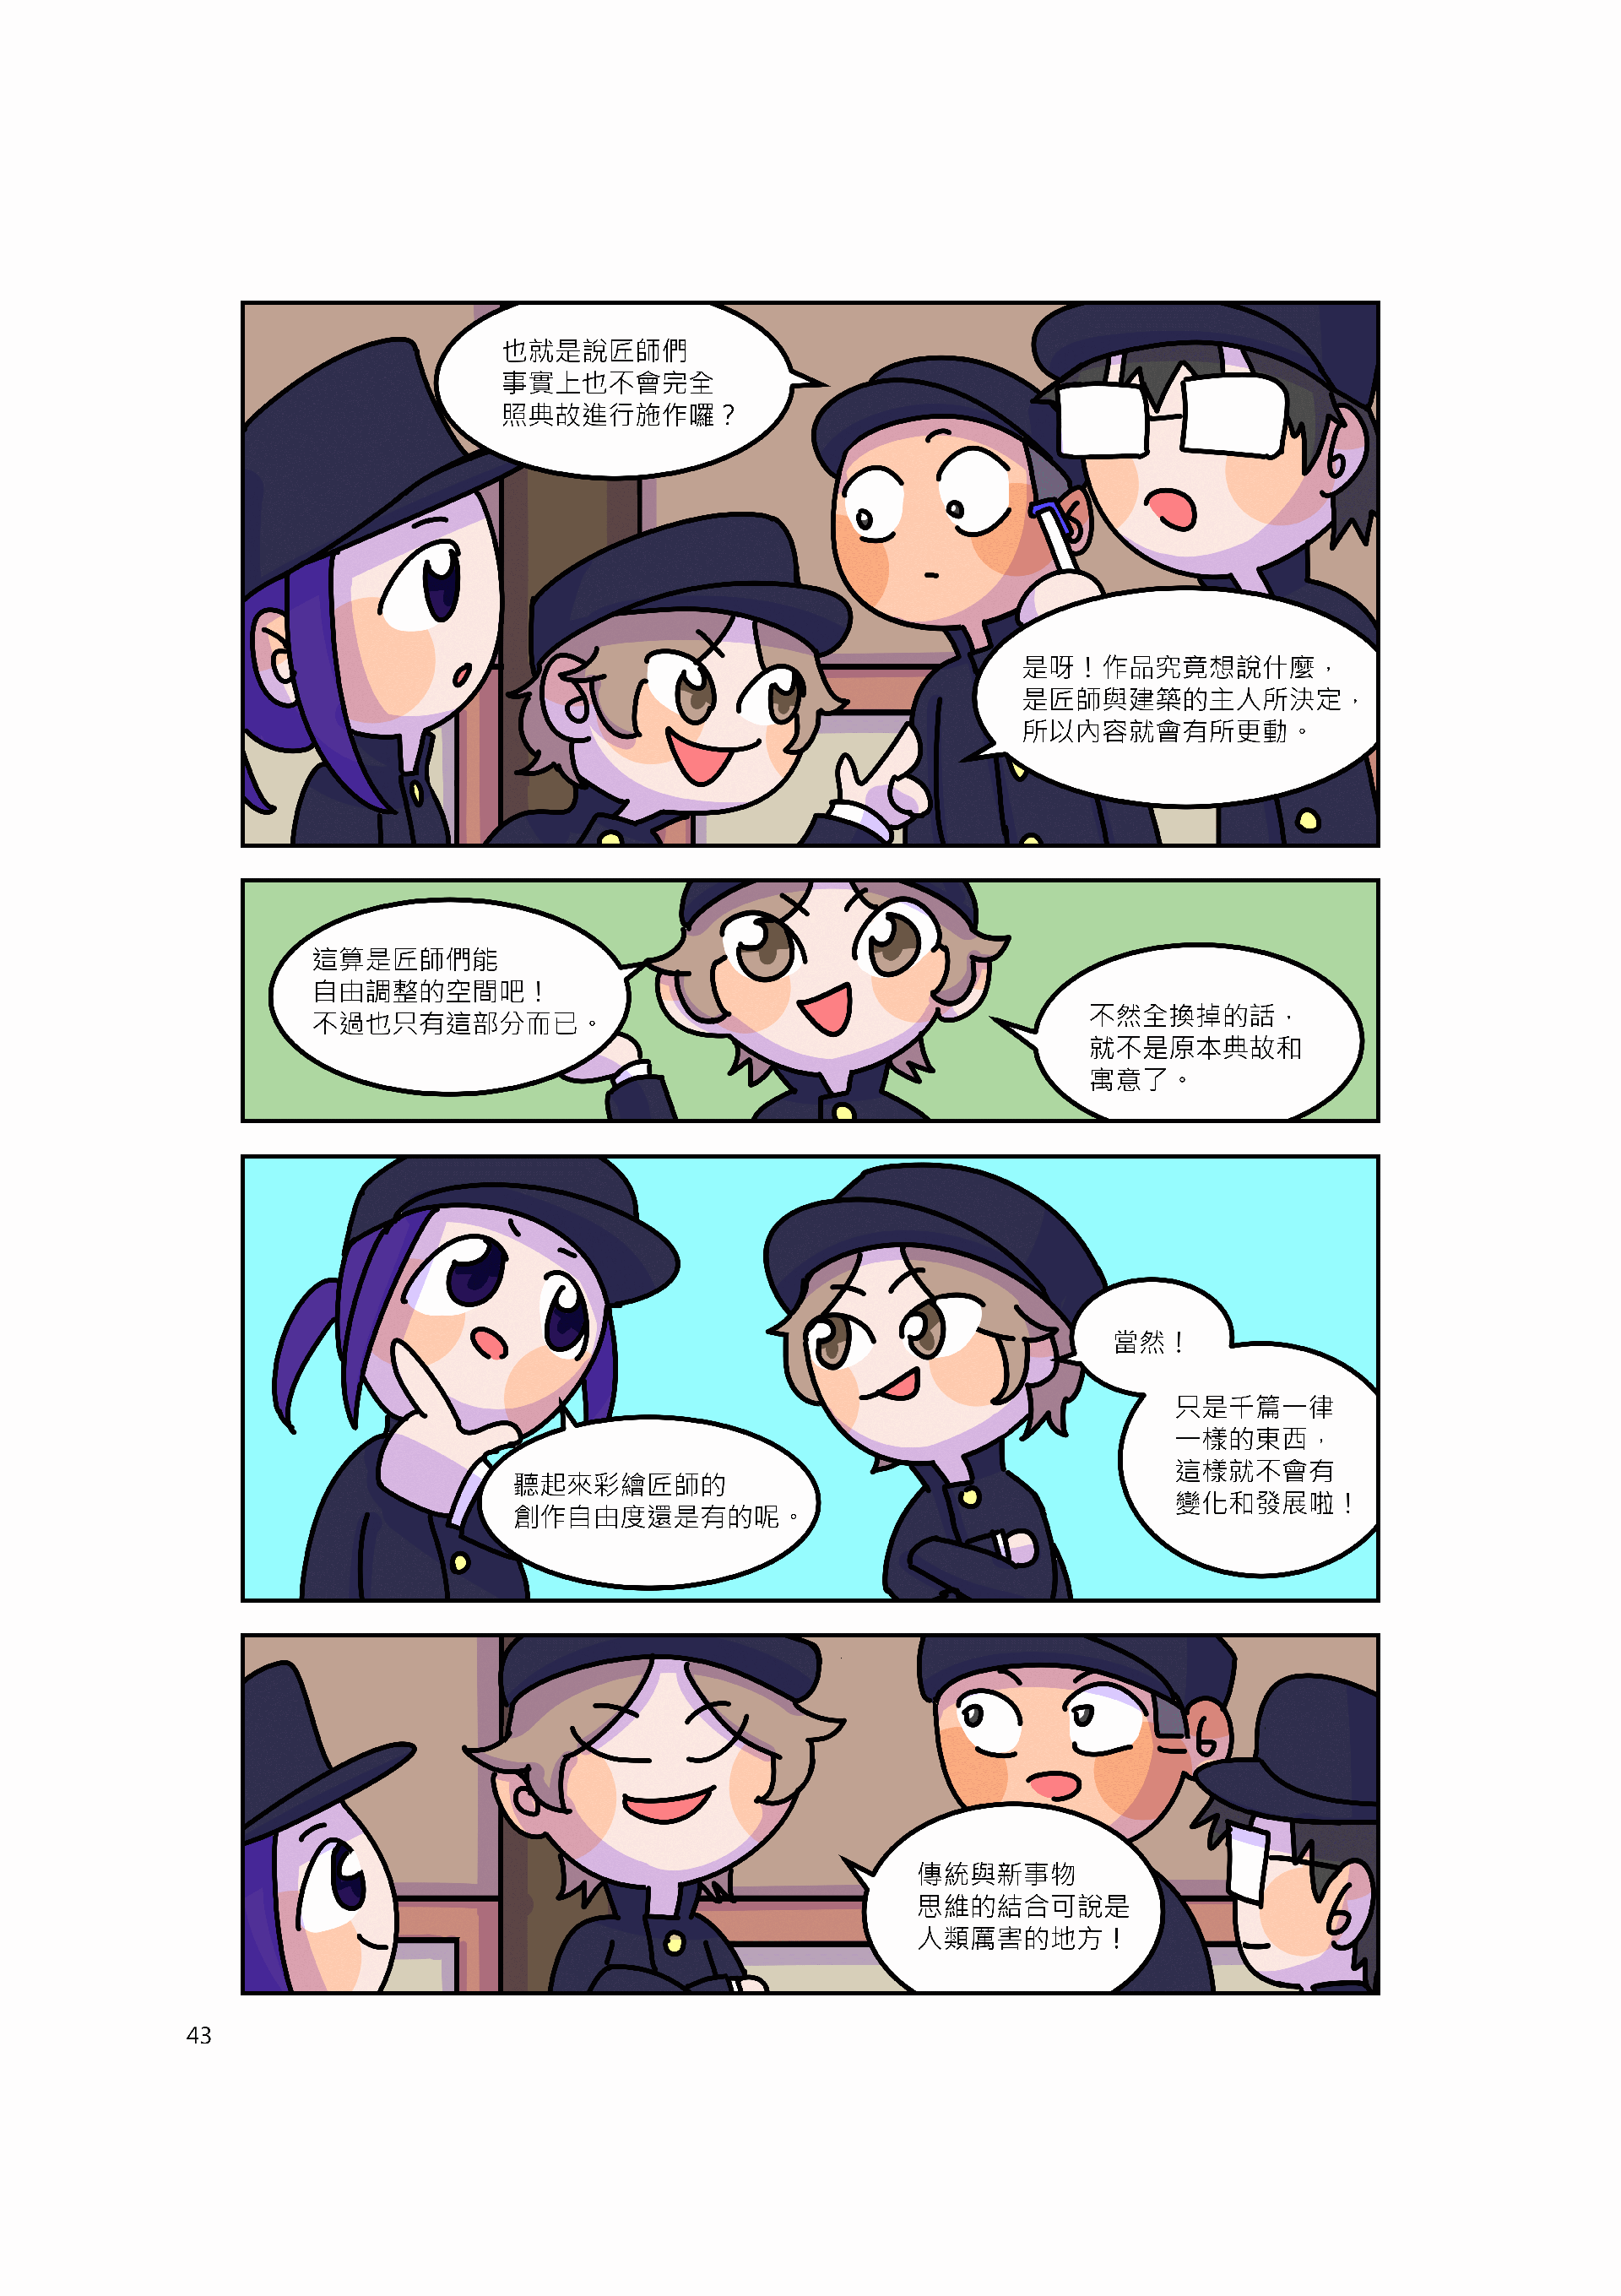 也就是說匠師們
事實上也不會完全
照典故進行施作囉？
是呀！作品究竟想說什麼，
是匠師與建築的主人所決定，
所以內容就會有所更動。
這算是匠師們能
自由調整的空間吧！
不過也只有這部分而已。
不然全換掉的話，
就不是原本典故和
寓意了。
聽起來彩繪匠師的
創作自由度還是有的呢。
當然！
只是千篇一律
一樣的東西，
這樣就不會有
變化和發展啦！
傳統與新事物
思維的結合可說是
人類厲害的地方！
43